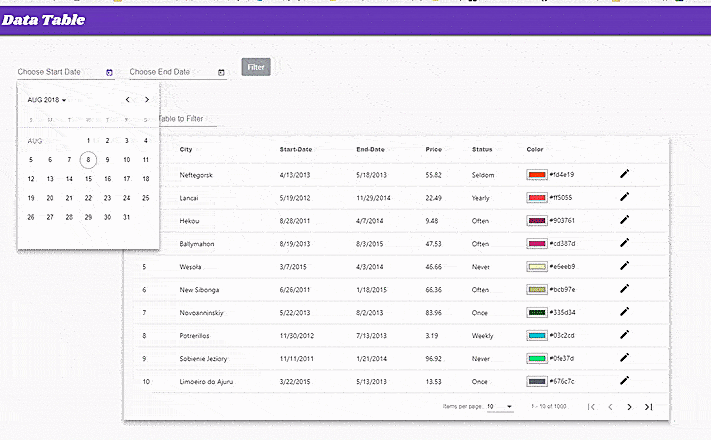 Data Table
Choose Start Date Choose End Date Filter
AUG 2018
S M T W T F S
AUG 1 2 3 4
5 6 7 8 9 10 11
12 13 14 15 16 17 18
19 20 21 22 23 24 25
26 27 28 29 30 31
Table to Filter
City Start-Date End-Date Price Status Color
Neftegorsk 4/13/2013 5/18/2013 55.82 Seldom #fd4e19
Lancai 5/19/2012 11/29/2014 22.49 Yearly #ff5055
Hekou 8/28/2011 4/7/2014 9.48 Often #903761
Ballymahon 8/19/2013 8/3/2015 47.53 Often #cd387d
5 Wesoła 3/7/2015 4/3/2014 46.66 Never #e6eeb9
6 New Sibonga 6/26/2011 1/18/2015 66.36 Often #bcb97e
7 Novoanninskiy 5/22/2013 8/2/2013 83.96 Once #335d34
8 Potrerillos 11/30/2012 7/13/2013 3.19 Weekly #03c2cd
9 Sobienie Jeziory 11/11/2011 1/21/2014 96.92 Never #0fe37d
10 Limoeiro do Ajuru 3/22/2015 5/13/2013 13.53 Once #676c7c
Items per page: 10 1 - 10 of 1000